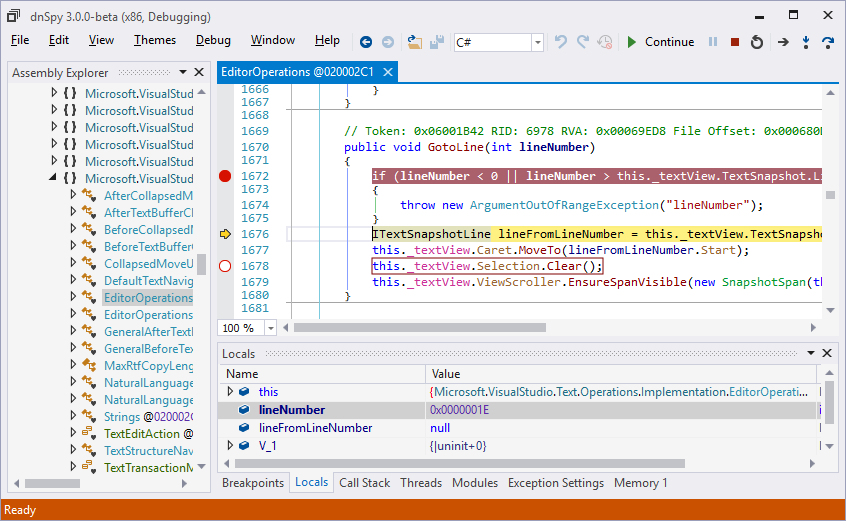 dnSpy 3.0.0-beta (x86, Debugging)
File Edit View Themes Debug Window Help C# Continue
Assembly Explorer
Microsoft.VisualStud
Microsoft.VisualStud
Microsoft.VisualStud
Microsoft.VisualStud
Microsoft.VisualStud
Microsoft.VisualStud
AfterCollapsedM
AfterTextBufferCl
BeforeCollapsedM
BeforeTextBuffer
CollapsedMoveU
DefaultTextNavig
EditorOperations
EditorOperations
GeneralAfterTextl
GeneralBeforeTex
MaxRtfCopyLeng
NaturalLanguage
NaturalLanguage
Strings @020002C
TextEditAction @
TextStructureNav
TextTransactionM
EditorOperations @020002C1
1666 }
1667 }
1668
1669 // Token: 0x06001B42 RID: 6978 RVA: 0x00069ED8 File Offset: 0x000680
1670 public void GotoLine(int lineNumber)
1671 {
1672 if (lineNumber < 0 || lineNumber > this._textView.TextSnapshot.Li
1673 {
1674 throw new ArgumentOutOfRangeException("lineNumber");
1675 }
1676 ITextSnapshotLine lineFromLineNumber = this._textView.TextSnapsho
1677 this._textView.Caret.MoveTo(lineFromLineNumber.Start);
1678 this._textView.Selection.Clear();
1679 this._textView.ViewScroller.EnsureSpanVisible(new SnapshotSpan(th
1680 }
1681
100 %
Locals
Name Value
this {Microsoft.VisualStudio.Text.Operations.Implementation.EditorOperati...
lineNumber 0x0000001E
lineFromLineNumber null
V_1 {|uninit+0}
Breakpoints Locals Call Stack Threads Modules Exception Settings Memory 1
Ready